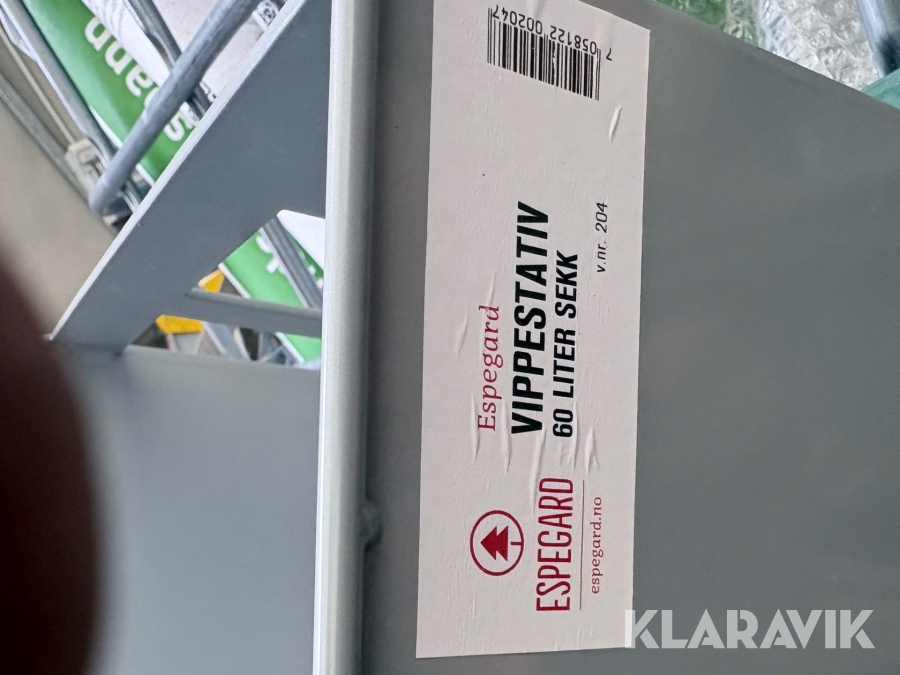 ESPEGARD
espegard.no
Espegard
VIPPESTATIV
60 LITER SEKK
v.nr. 204
7 058122 002047
KLARAVIK